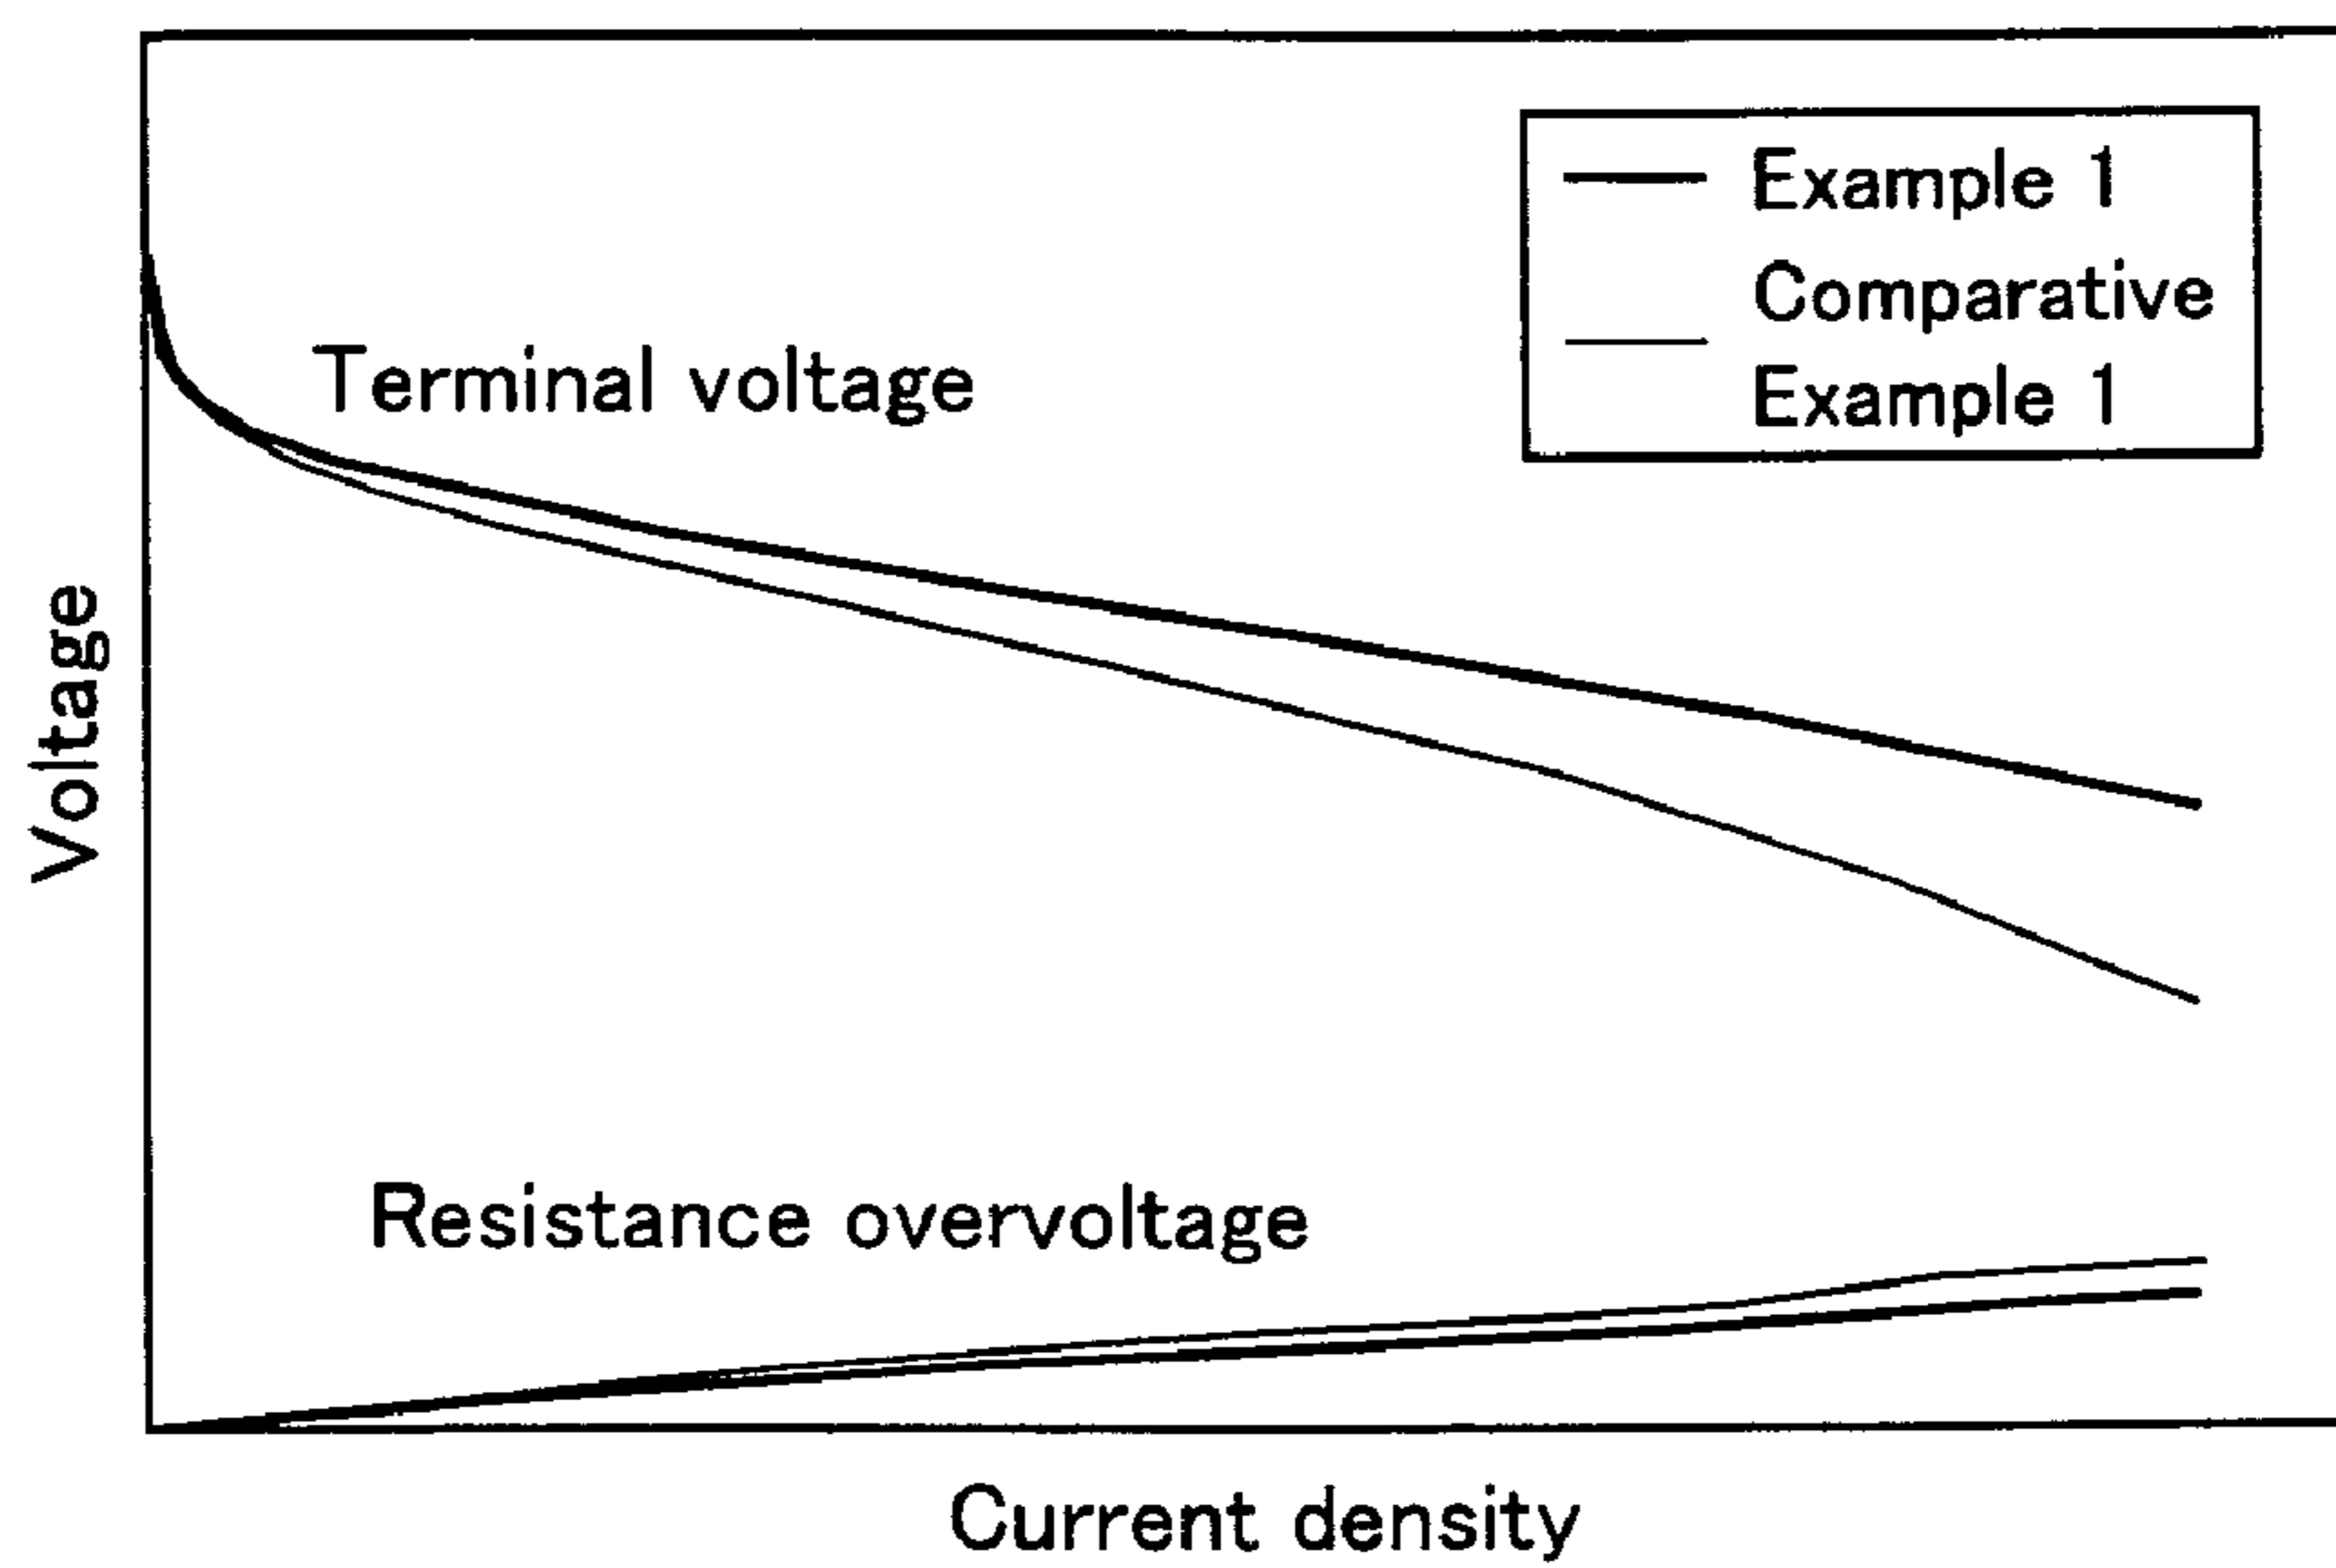 Example 1
Comparative
Example 1
Terminal voltage
Voltage
Resistance overvoltage
Current density